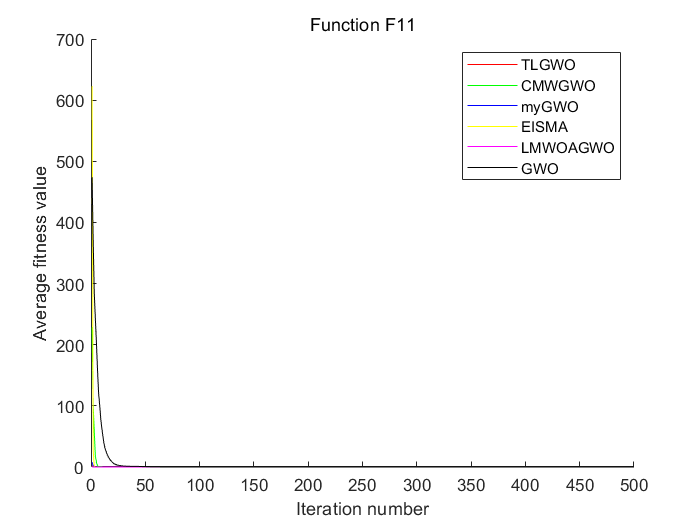 Function F11
700
600
500
400
300
200
100
0
Average fitness value
TLGWO
CMWGWO
myGWO
EISMA
LMWOAGWO
GWO
0 50 100 150 200 250 300 350 400 450 500
Iteration number